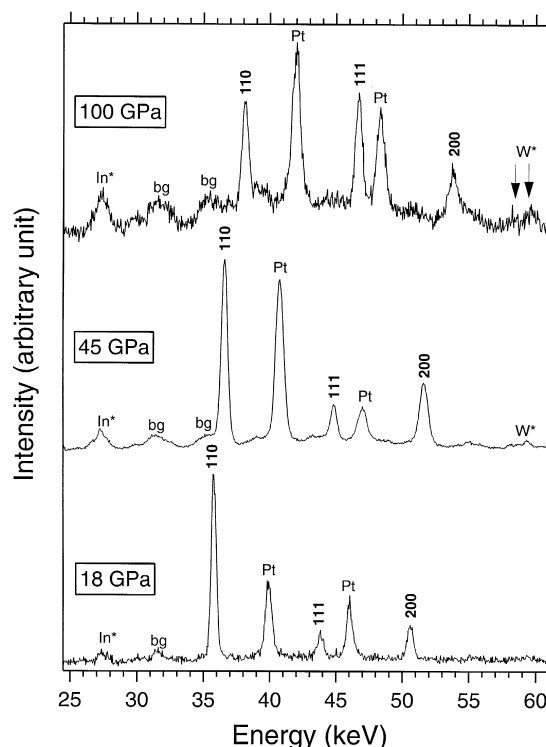 Pt
110
111
Pt
200
W*
100 GPa
In*
bg
bg
110
Pt
200
45 GPa
111
Pt
In*
bg
bg
W*
110
Pt
Pt
18 GPa
111
200
In*
bg
25 30 35 40 45 50 55 60
Energy (keV)
Intensity (arbitrary unit)